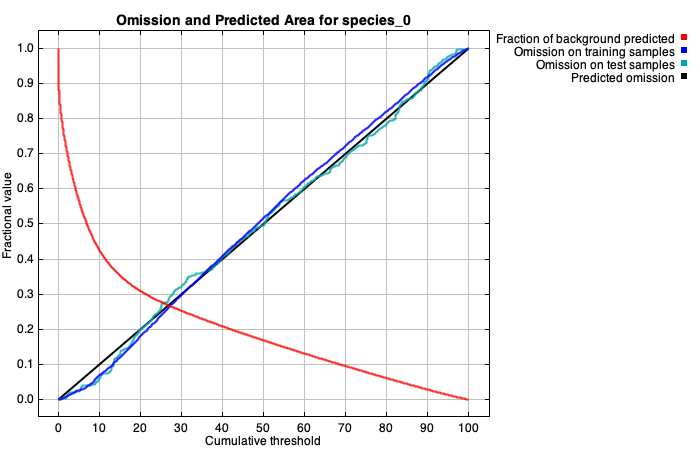 Omission and Predicted Area for species_0
Fraction of background predicted
Omission on training samples
Omission on test samples
Predicted omission
Fractional value
1.0
0.9
0.8
0.7
0.6
0.5
0.4
0.3
0.2
0.1
0.0
0 10 20 30 40 50 60 70 80 90 100
Cumulative threshold